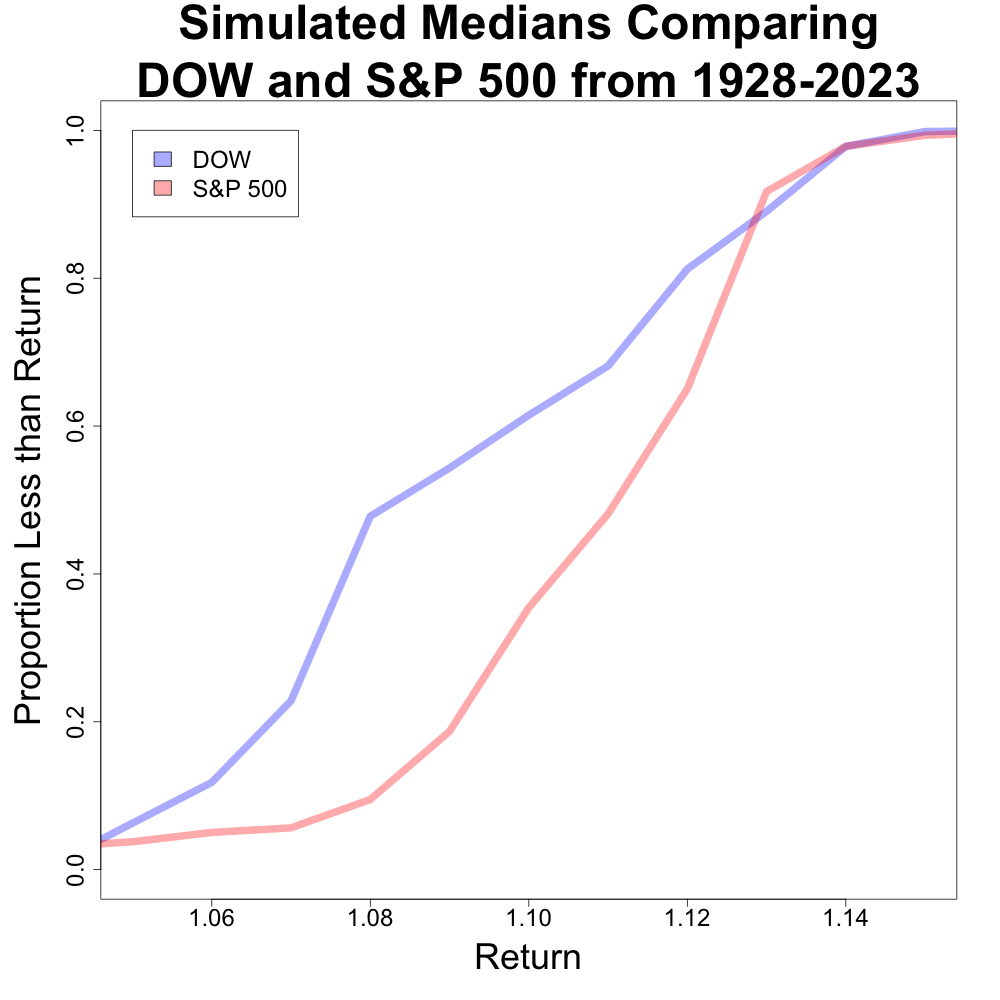 Simulated Medians Comparing
DOW and S&P 500 from 1928-2023
DOW
S&P 500
Proportion Less than Return
1.0
0.8
0.6
0.4
0.2
0.0
1.06 1.08 1.10 1.12 1.14
Return